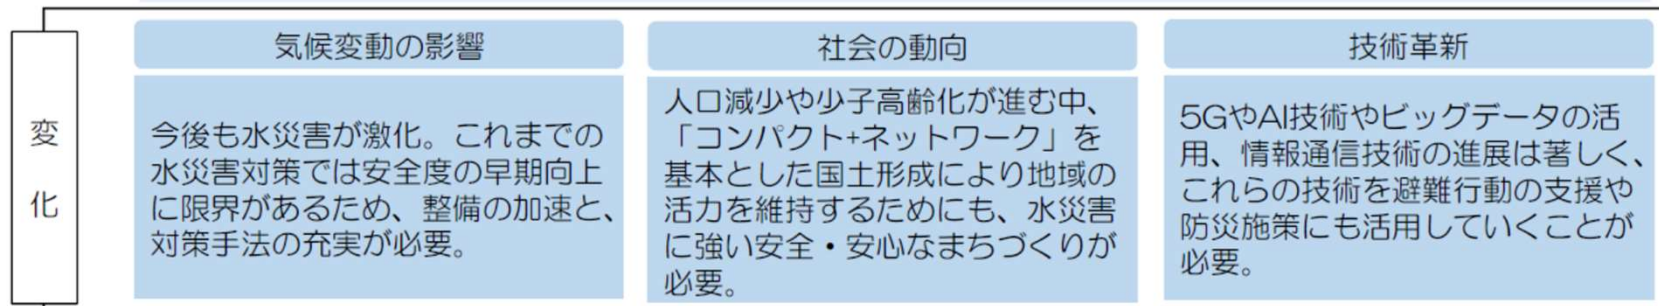 変化
気候変動の影響
今後も水災害が激化。これまでの
水災害対策では安全度の早期向上
に限界があるため、整備の加速と、
対策手法の充実が必要。
社会の動向
人口減少や少子高齢化が進む中、
「コンパクト+ネットワーク」を
基本とした国土形成により地域の
活力を維持するためにも、水災害
に強い安全・安心なまちづくりが
必要。
技術革新
5GやAI技術やビッグデータの活
用、情報通信技術の進展は著しく、
これらの技術を避難行動の支援や
防災施策にも活用していくことが
必要。